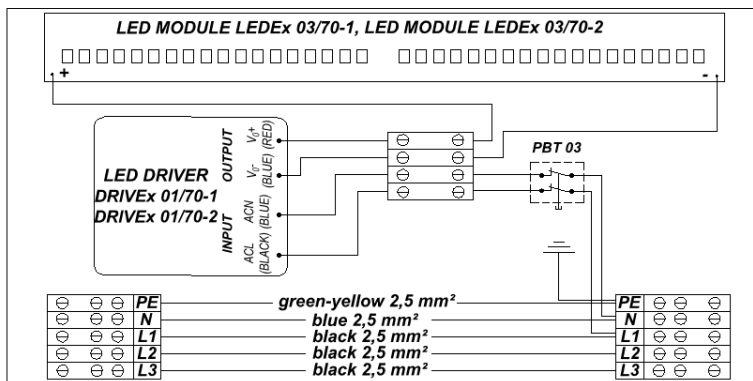 LED MODULE LEDEx 03/70-1, LED MODULE LEDEx 03/70-2
+ -
LED DRIVER
DRIVEx 01/70-1
DRIVEx 01/70-2
OUTPUT
V₀+ (RED)
V₀- (BLUE)
INPUT
ACN (BLUE)
ACL (BLACK)
PBT 03
PE green-yellow 2,5 mm² PE
N blue 2,5 mm² N
L1 black 2,5 mm² L1
L2 black 2,5 mm² L2
L3 black 2,5 mm² L3